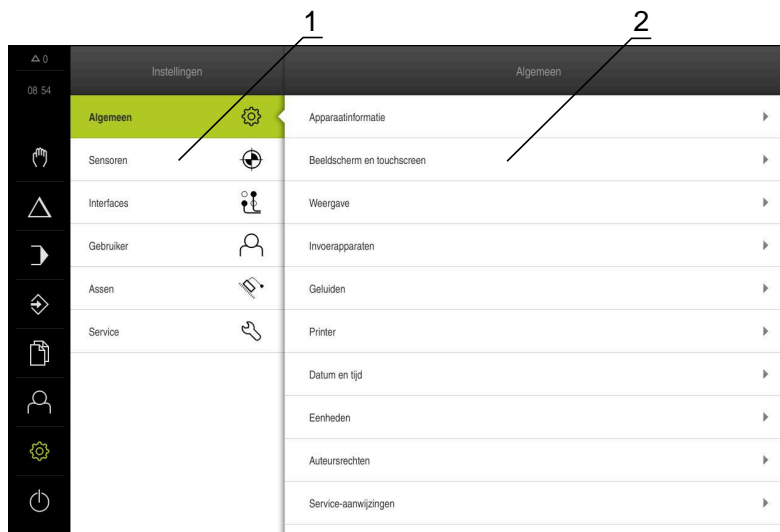 1
2
0
08 54
Instellingen
Algemeen
Algemeen
Sensoren
Interfaces
Gebruiker
Assen
Service
Apparaatinformatie
Beeldscherm en touchscreen
Weergave
Invoerapparaten
Geluiden
Printer
Datum en tijd
Eenheden
Auteursrechten
Service-aanwijzingen